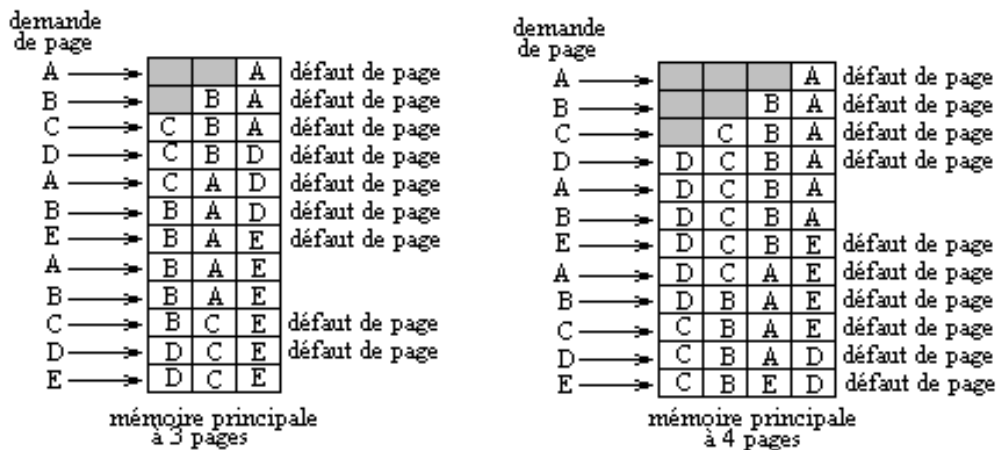 demande
de page
A A défaut de page
B B A défaut de page
C C B A défaut de page
D C B D défaut de page
A C A D défaut de page
B B A D défaut de page
E B A E défaut de page
A B A E
B B A E
C B C E défaut de page
D D C E défaut de page
E D C E
mémoire principale
à 3 pages
demande
de page
A A défaut de page
B B A défaut de page
C C B A défaut de page
D D C B A défaut de page
A D C B A
B D C B A
E D C B E défaut de page
A D C A E défaut de page
B D B A E défaut de page
C C B A E défaut de page
D C B A D défaut de page
E C B E D défaut de page
mémoire principale
à 4 pages